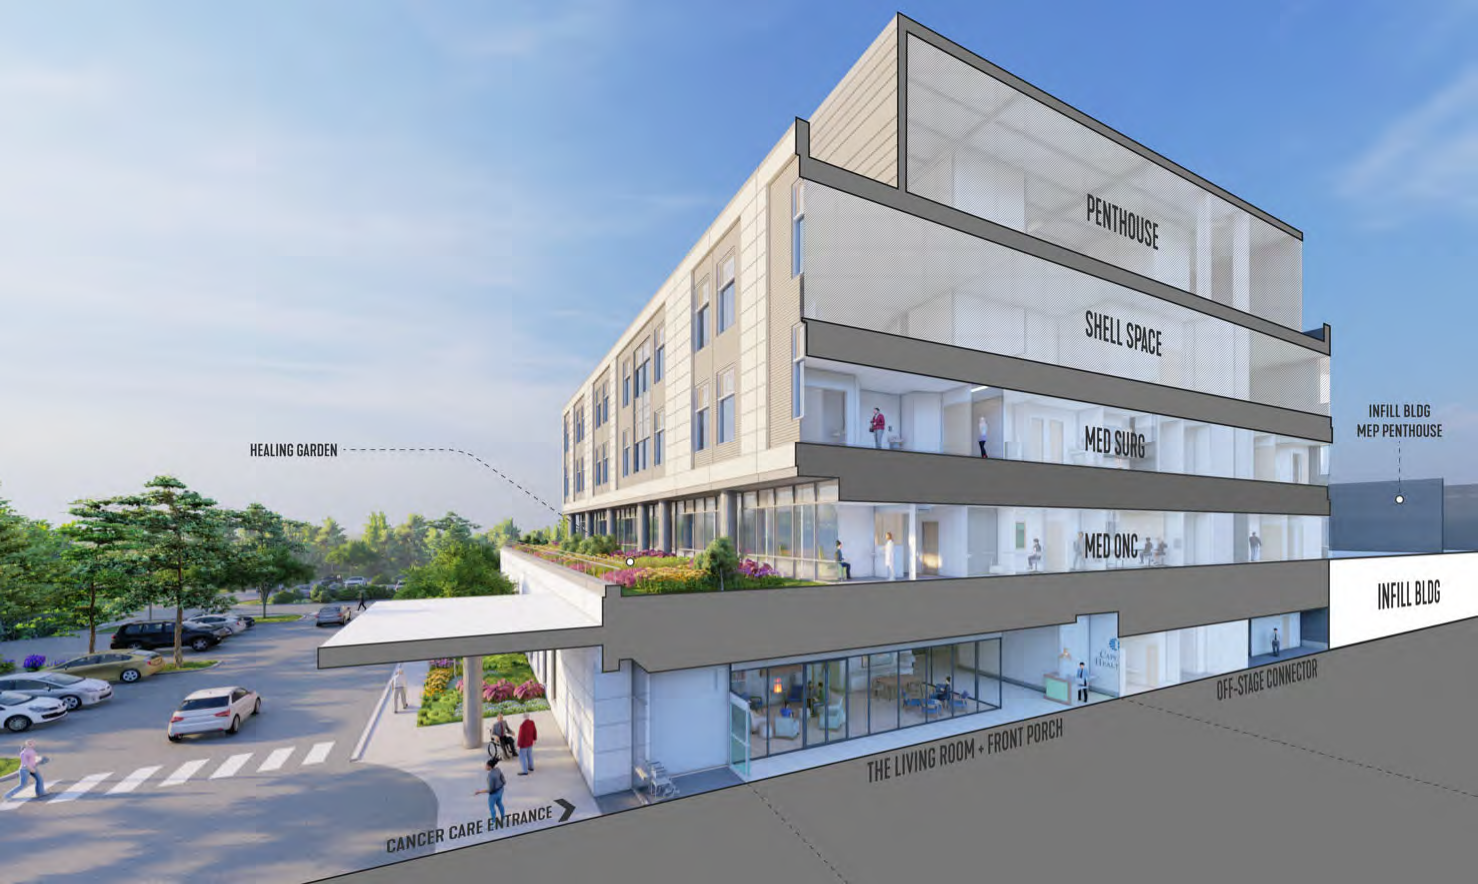 PENTHOUSE
SHELL SPACE
INFILL BLDG
MEP PENTHOUSE
MED SURG
HEALING GARDEN
MED ONC
INFILL BLDG
OFF-STAGE CONNECTOR
THE LIVING ROOM + FRONT PORCH
CANCER CARE ENTRANCE